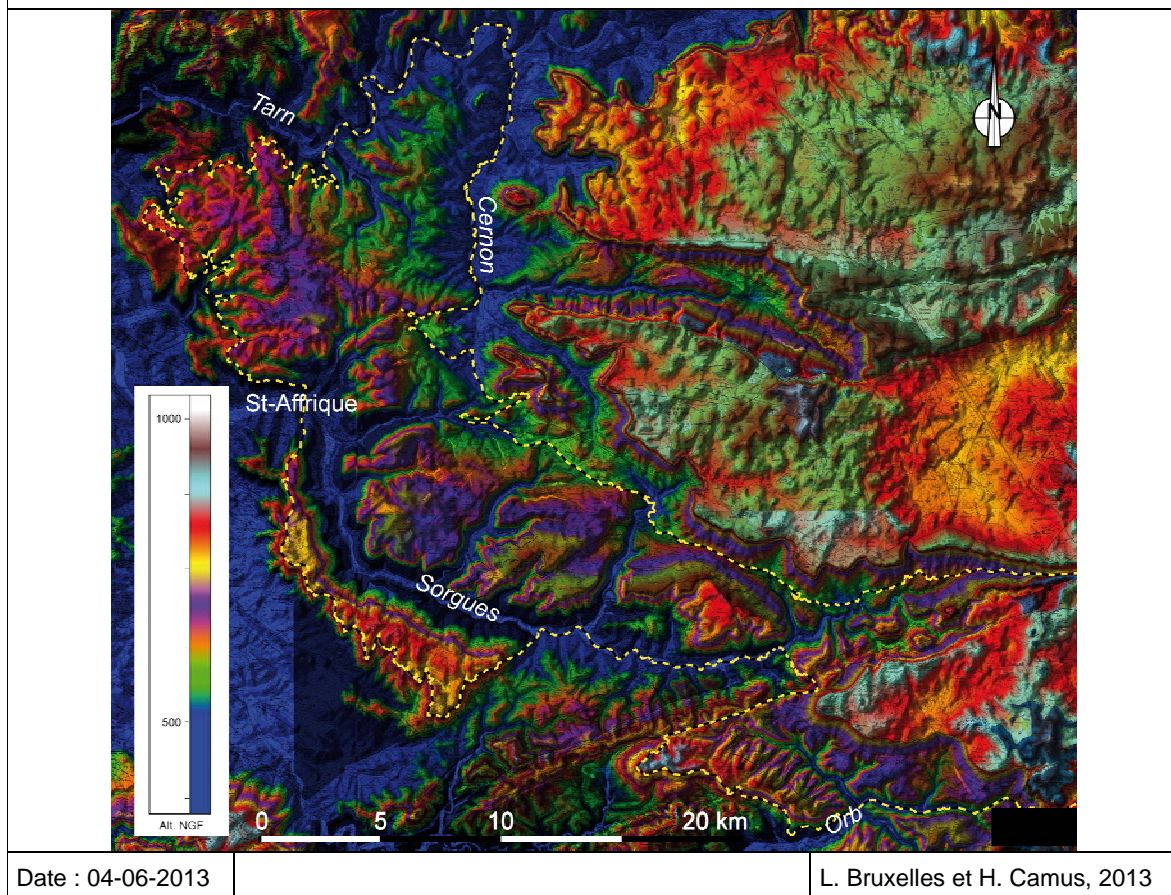 Tarn
N
Cernon
1000
St-Affrique
500
Sorgues
Alt. NGF
0 5 10 20 km
Orb
Date : 04-06-2013
L. Bruxelles et H. Camus, 2013